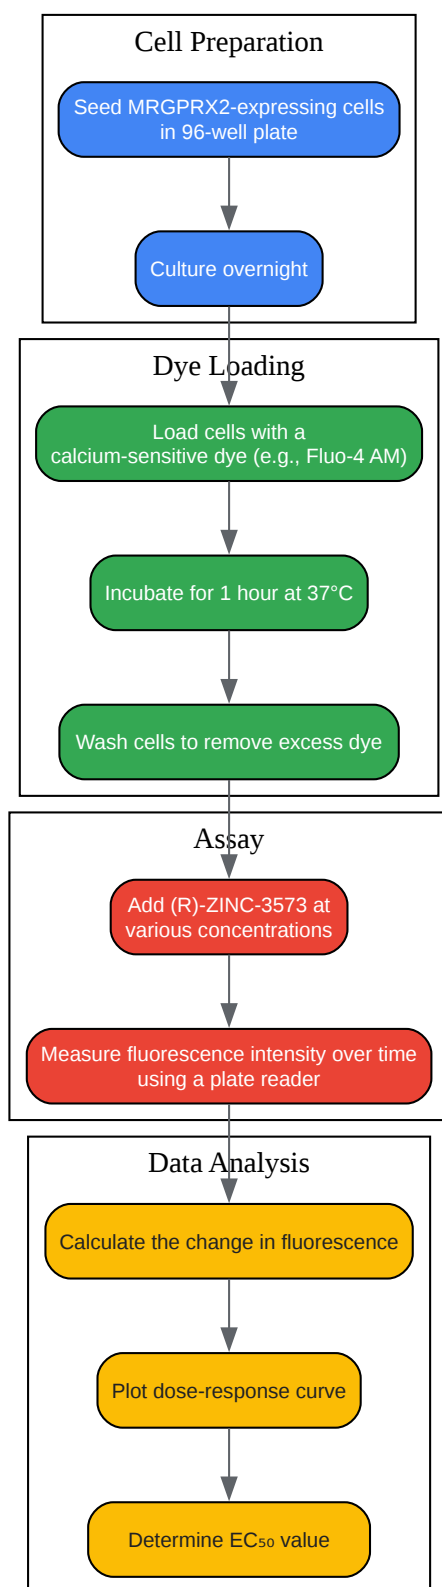 Cell Preparation
Seed MRGPRX2-expressing cells
in 96-well plate
Culture overnight
Dye Loading
Load cells with a
calcium-sensitive dye (e.g., Fluo-4 AM)
Incubate for 1 hour at 37°C
Wash cells to remove excess dye
Assay
Add (R)-ZINC-3573 at
various concentrations
Measure fluorescence intensity over time
using a plate reader
Data Analysis
Calculate the change in fluorescence
Plot dose-response curve
Determine EC₅₀ value